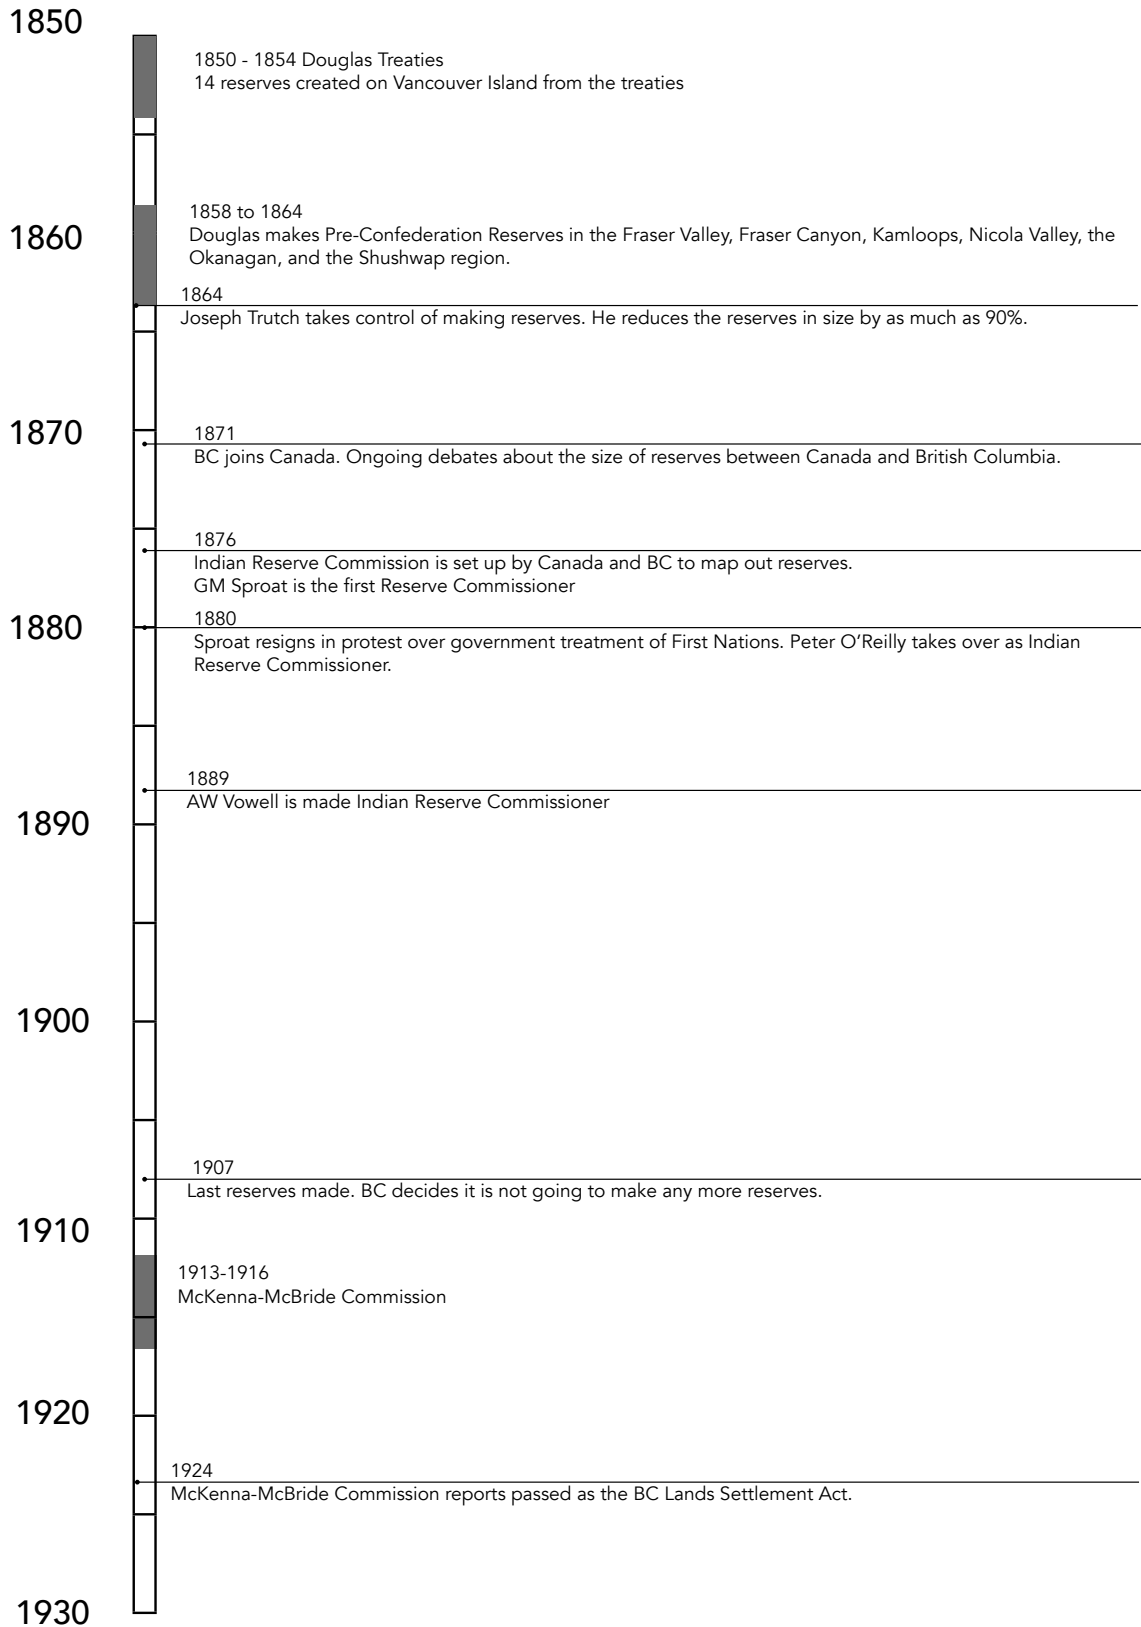 1850
1850 - 1854 Douglas Treaties
14 reserves created on Vancouver Island from the treaties
1858 to 1864
1860
Douglas makes Pre-Confederation Reserves in the Fraser Valley, Fraser Canyon, Kamloops, Nicola Valley, the
Okanagan, and the Shushwap region.
1864
Joseph Trutch takes control of making reserves. He reduces the reserves in size by as much as 90%.
1870
1871
BC joins Canada. Ongoing debates about the size of reserves between Canada and British Columbia.
1876
Indian Reserve Commission is set up by Canada and BC to map out reserves.
GM Sproat is the first Reserve Commissioner
1880
1880
Sproat resigns in protest over government treatment of First Nations. Peter O’Reilly takes over as Indian
Reserve Commissioner.
1889
AW Vowell is made Indian Reserve Commissioner
1890
1900
1907
Last reserves made. BC decides it is not going to make any more reserves.
1910
1913-1916
McKenna-McBride Commission
1920
1924
McKenna-McBride Commission reports passed as the BC Lands Settlement Act.
1930